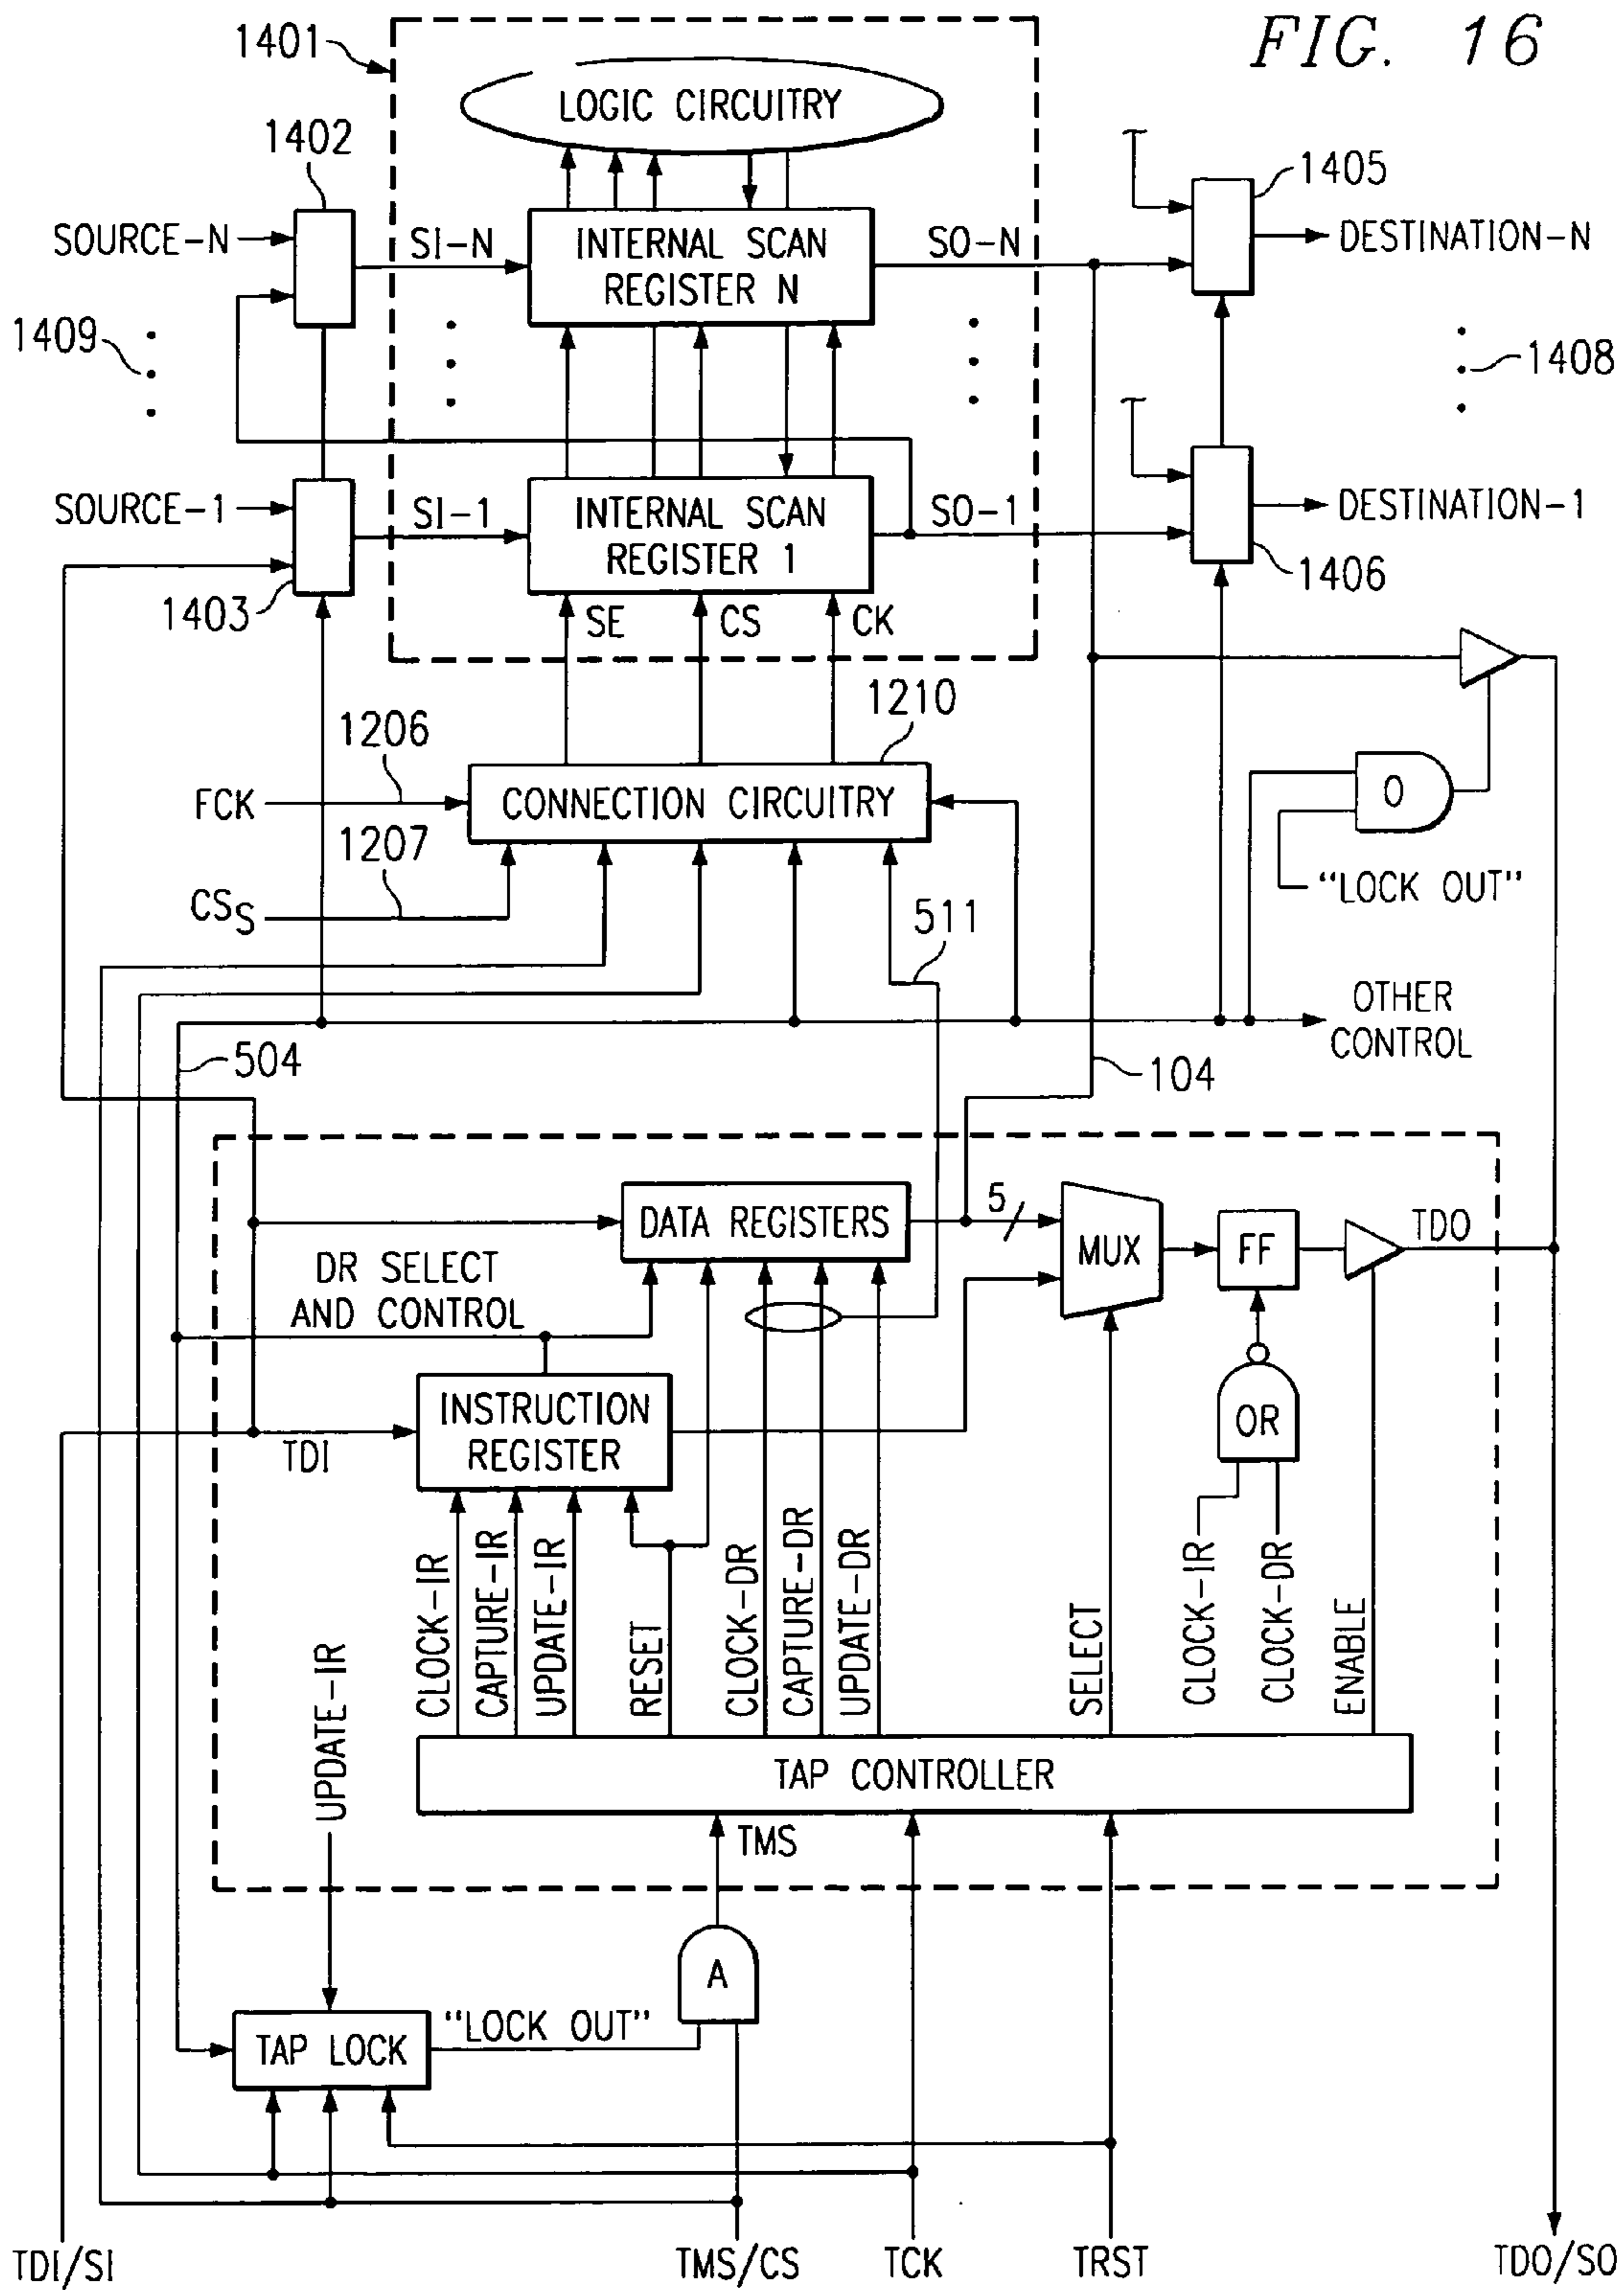 FIG. 16
1401
LOGIC CIRCUITRY
1402
1405
SOURCE-N
SI-N
INTERNAL SCAN
REGISTER N
SO-N
DESTINATION-N
1409
1408
SOURCE-1
SI-1
INTERNAL SCAN
REGISTER 1
SO-1
DESTINATION-1
1403
1406
SE
CS
CK
1210
1206
FCK
CONNECTION CIRCUITRY
O
1207
"LOCK OUT"
CSS
511
OTHER
CONTROL
504
104
DATA REGISTERS
5
MUX
FF
TDO
DR SELECT
AND CONTROL
INSTRUCTION
REGISTER
TDI
OR
CLOCK-IR
CAPTURE-IR
UPDATE-IR
RESET
CLOCK-DR
CAPTURE-DR
UPDATE-DR
SELECT
CLOCK-IR
CLOCK-DR
ENABLE
UPDATE-IR
TAP CONTROLLER
TMS
A
TAP LOCK
"LOCK OUT"
TDI/SI
TMS/CS
TCK
TRST
TDO/SO